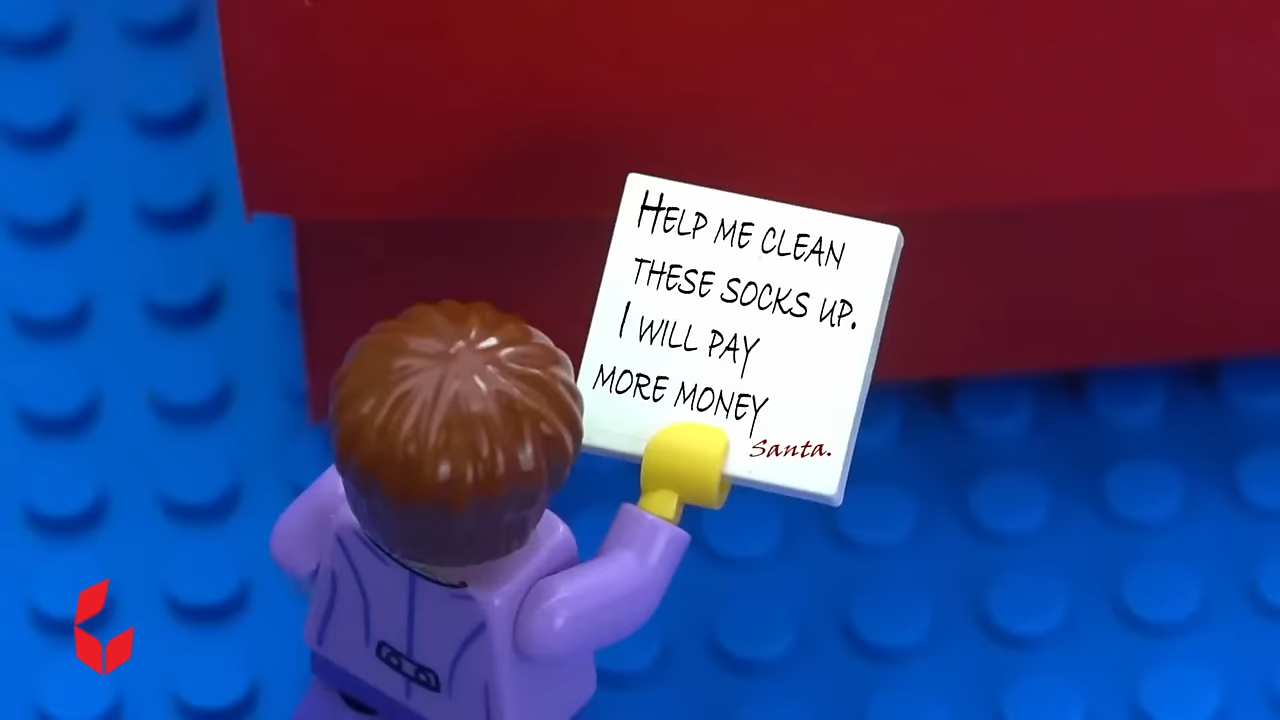 HELP ME CLEAN
THESE SOCKS UP.
I WILL PAY
MORE MONEY
Santa.